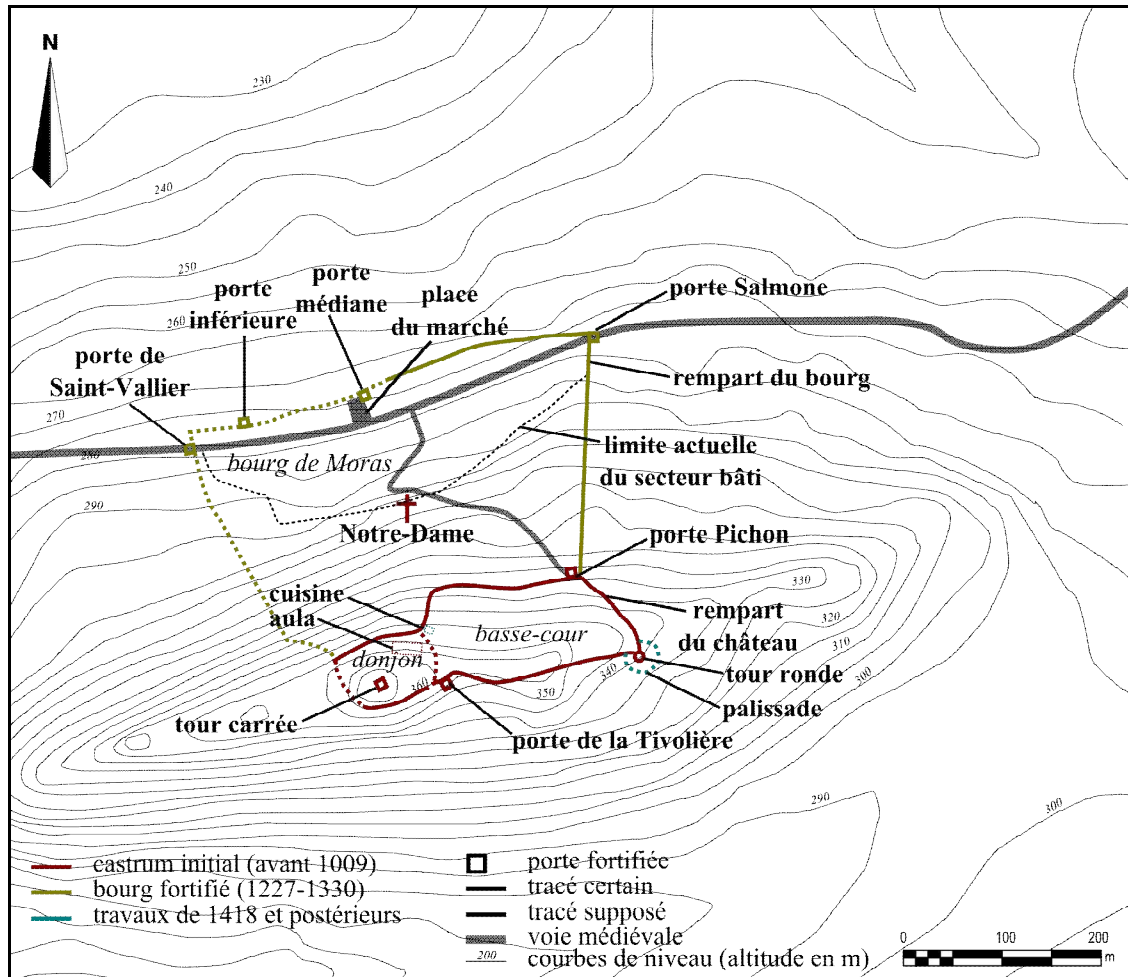 N
230
240
250
260
270
280
290
porte
inférieure
porte
médiane
place
du marché
porte Salmone
porte de
Saint-Vallier
rempart du bourg
limite actuelle
du secteur bâti
bourg de Moras
Notre-Dame
porte Pichon
cuisine
aula
basse-cour
rempart
du château
donjon
tour ronde
palissade
tour carrée
porte de la Tivolière
330
320
310
300
340
350
360
290
300
castrum initial (avant 1009)
bourg fortifié (1227-1330)
travaux de 1418 et postérieurs
porte fortifiée
tracé certain
tracé supposé
voie médiévale
200 courbes de niveau (altitude en m)
0 100 200
m